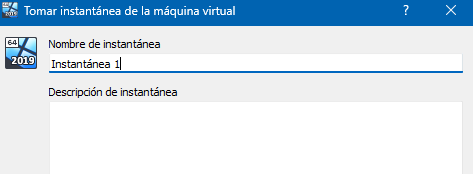 Tomar instantánea de la máquina virtual
? ×
64
2019
Nombre de instantánea
Instantánea 1
Descripción de instantánea